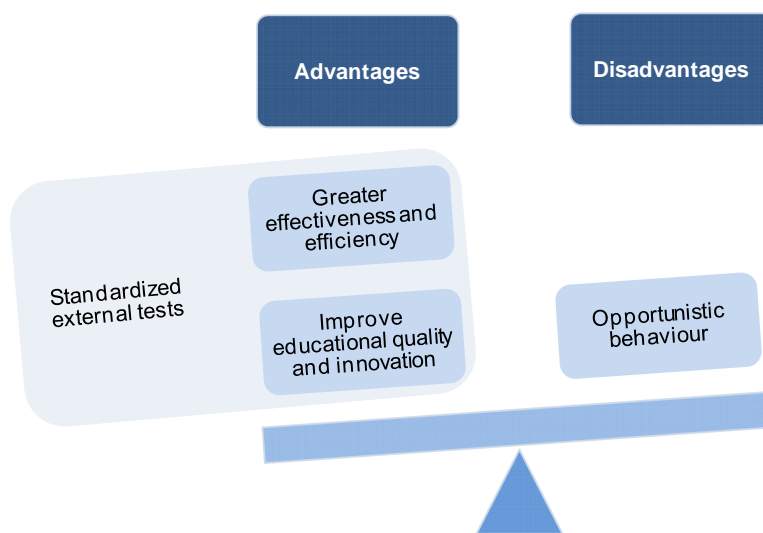 Advantages
Disadvantages
Greater
effectiveness and
efficiency
Standardized
external tests
Improve
educational quality
and innovation
Opportunistic
behaviour